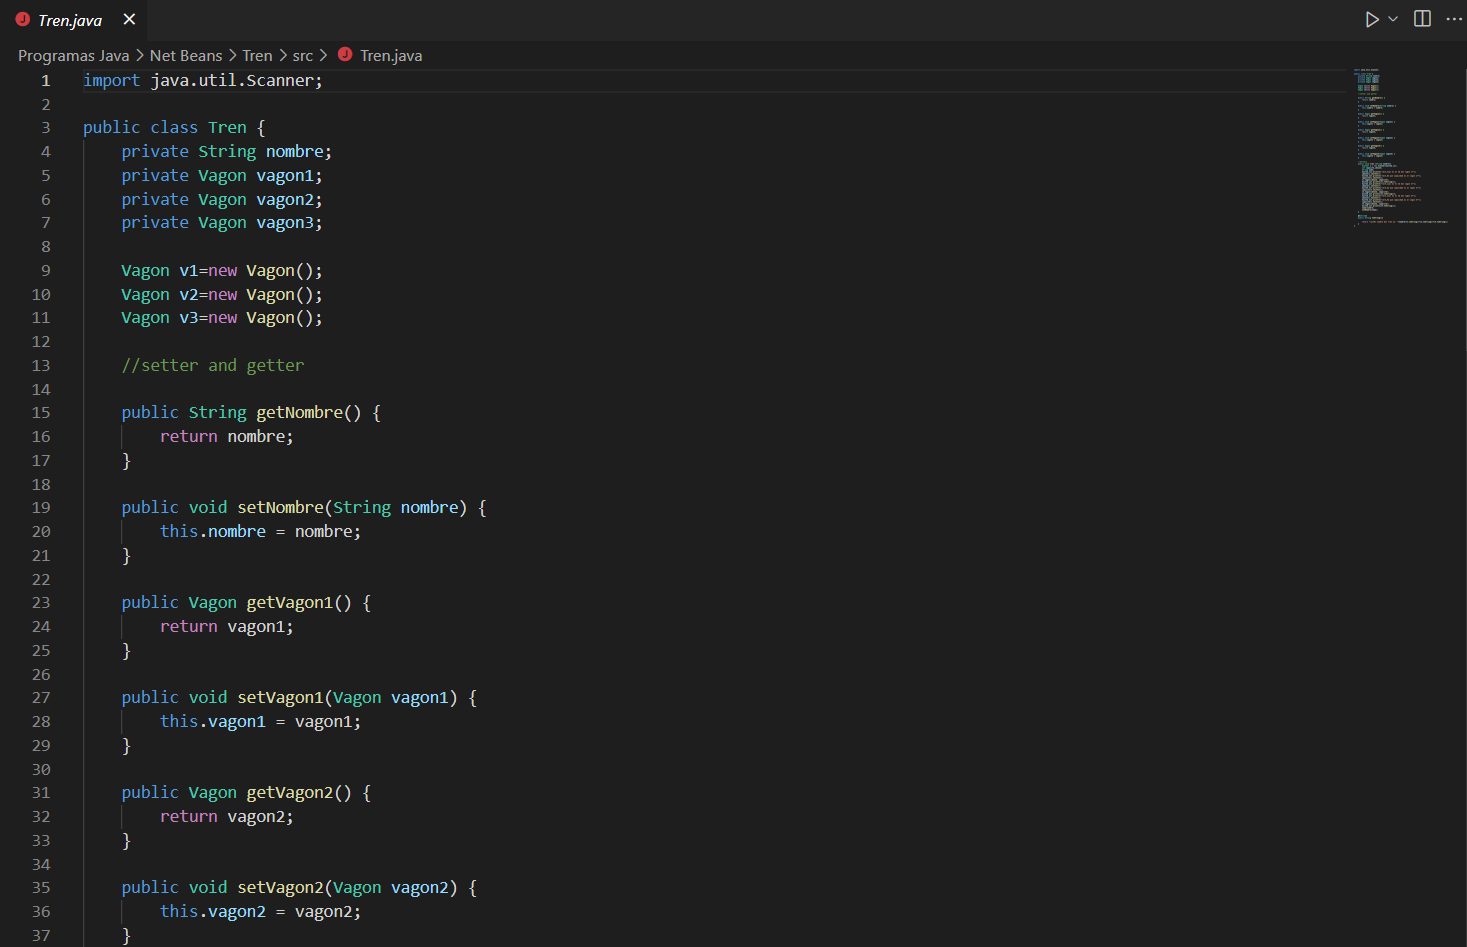 Tren.java
Programas Java > Net Beans > Tren > src > Tren.java
1 import java.util.Scanner;
2
3 public class Tren {
4 private String nombre;
5 private Vagon vagon1;
6 private Vagon vagon2;
7 private Vagon vagon3;
8
9 Vagon v1=new Vagon();
10 Vagon v2=new Vagon();
11 Vagon v3=new Vagon();
12
13 //setter and getter
14
15 public String getNombre() {
16 return nombre;
17 }
18
19 public void setNombre(String nombre) {
20 this.nombre = nombre;
21 }
22
23 public Vagon getVagon1() {
24 return vagon1;
25 }
26
27 public void setVagon1(Vagon vagon1) {
28 this.vagon1 = vagon1;
29 }
30
31 public Vagon getVagon2() {
32 return vagon2;
33 }
34
35 public void setVagon2(Vagon vagon2) {
36 this.vagon2 = vagon2;
37 }